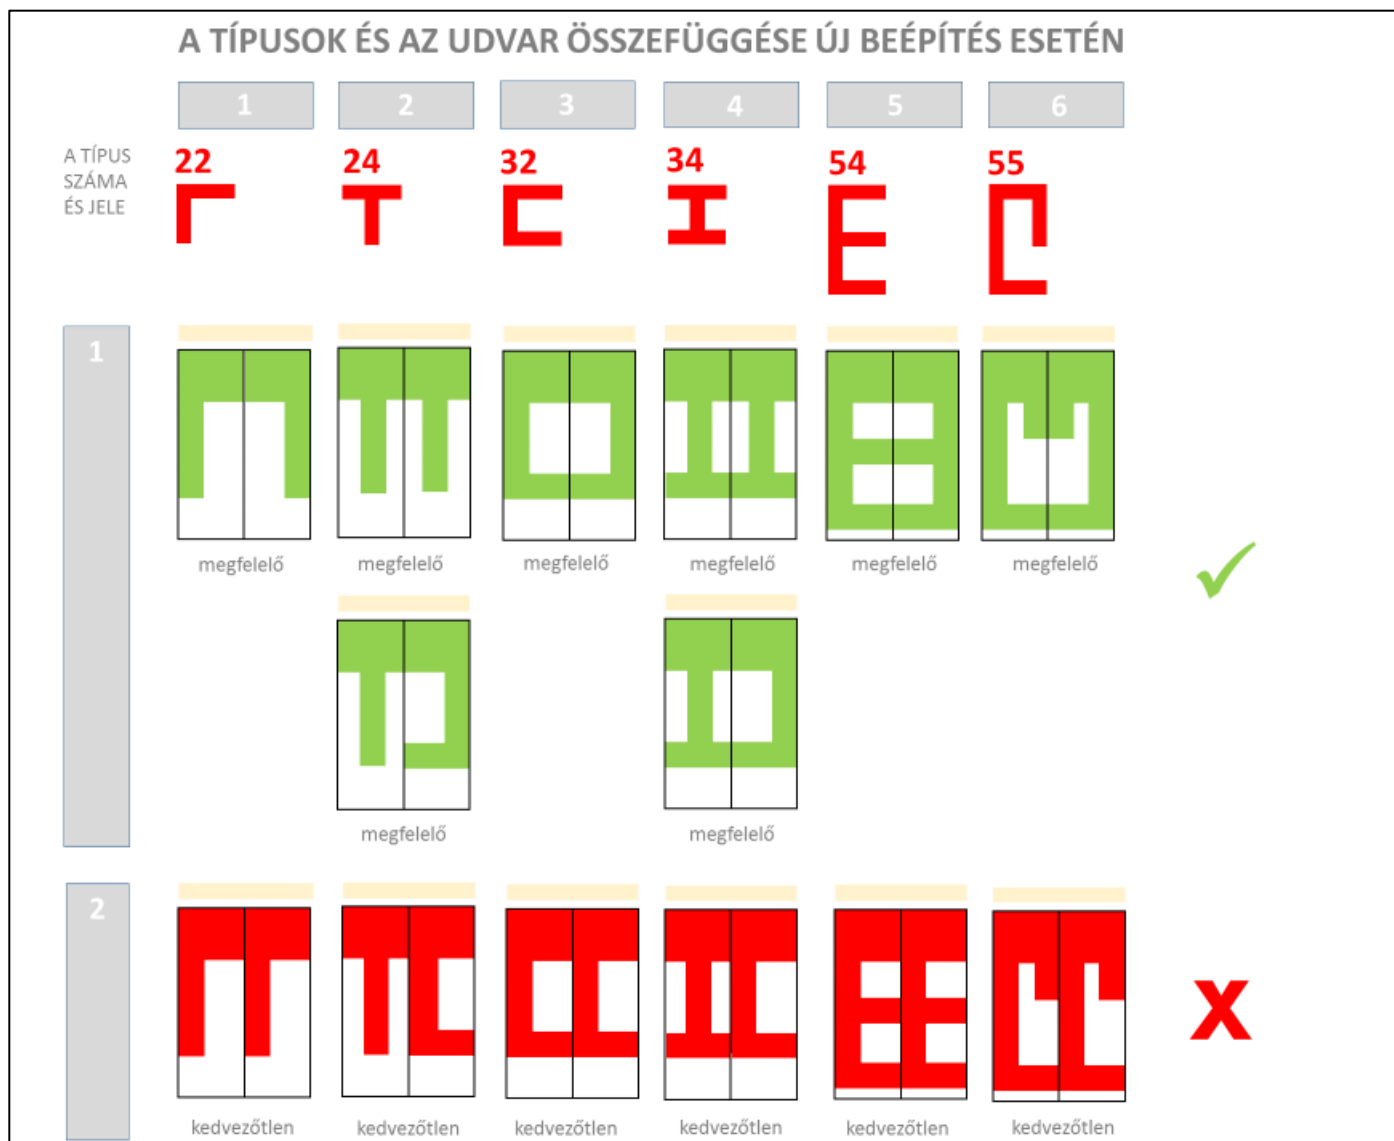 A TÍPUSOK ÉS AZ UDVAR ÖSSZEFÜGGÉSE ÚJ BEÉPÍTÉS ESETÉN
1 2 3 4 5 6
A TÍPUS
SZÁMA
ÉS JELE
22 24 32 34 54 55
1
megfelelő megfelelő megfelelő megfelelő megfelelő megfelelő
megfelelő megfelelő
2
X
kedvezőtlen kedvezőtlen kedvezőtlen kedvezőtlen kedvezőtlen kedvezőtlen